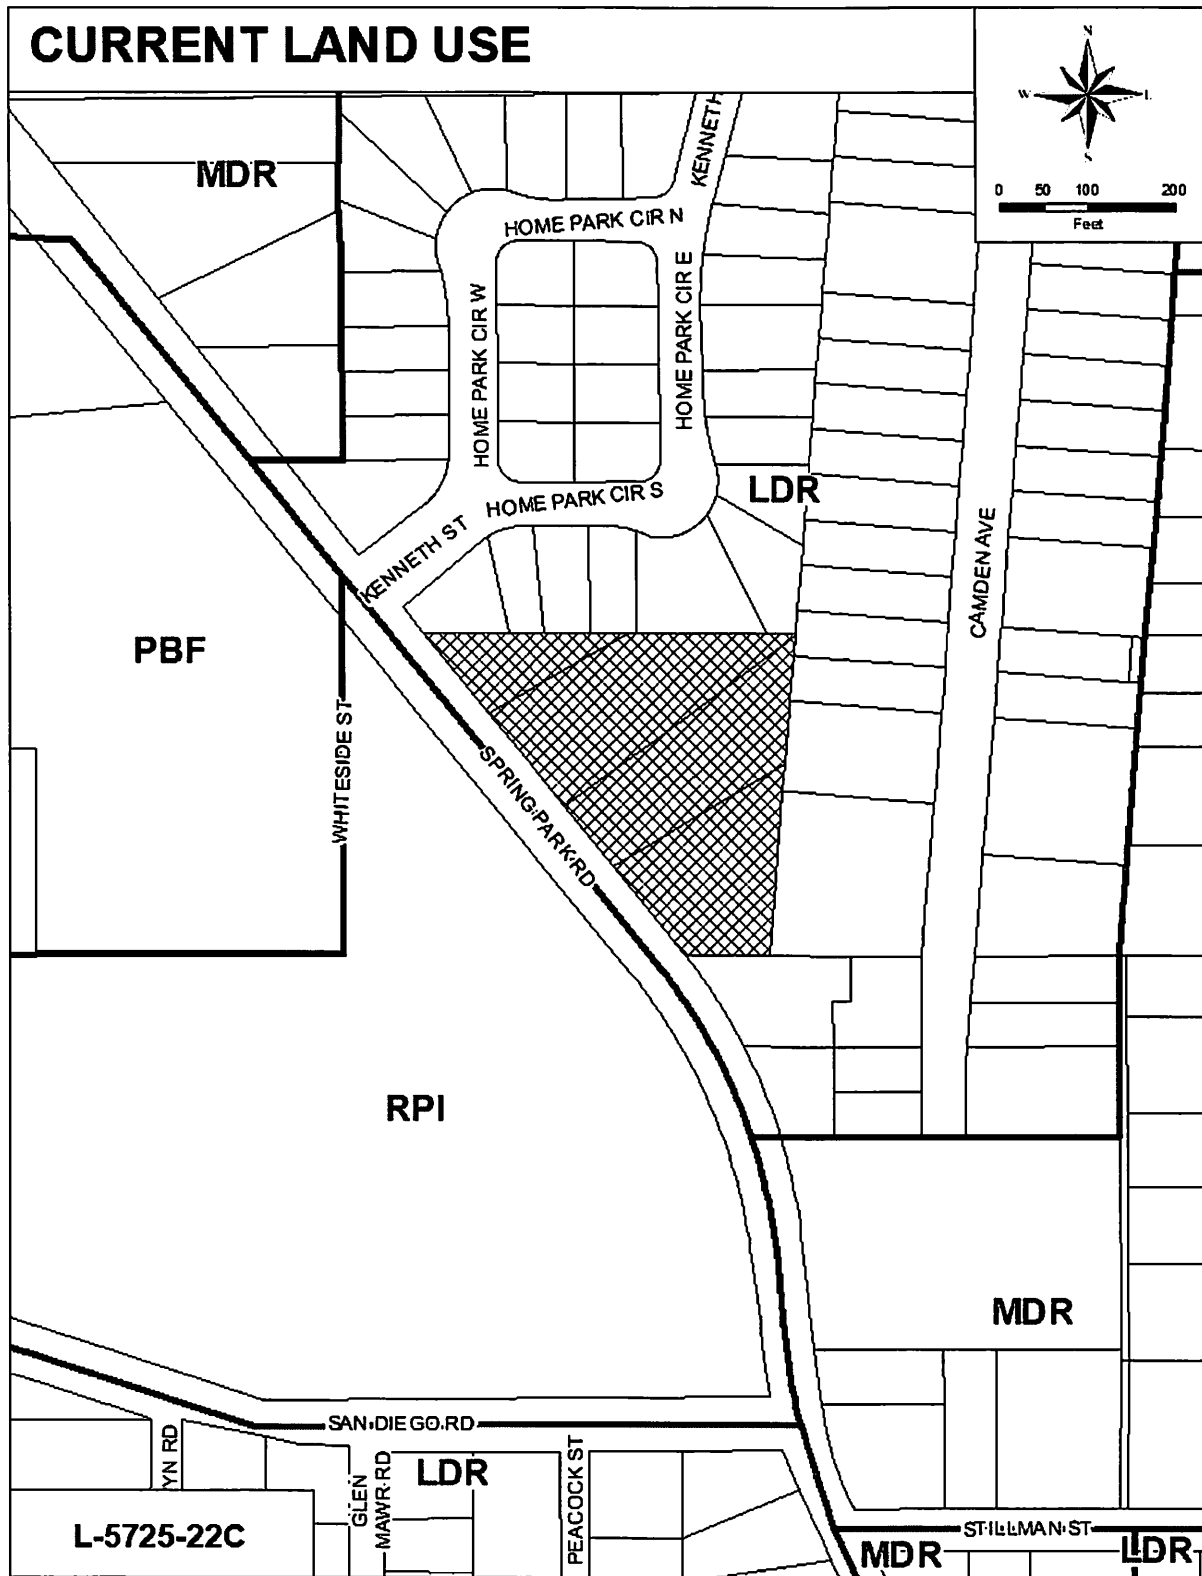 CURRENT LAND USE
N
W
S
0 50 100 200
Feet
MDR
KENNETH
HOME PARK CIR N
HOME PARK CIR W
HOME PARK CIR E
HOME PARK CIR S
LDR
KENNETH ST
CAMDEN AVE
PBF
WHITESIDE ST
SPRING PARK RD
RPI
MDR
SAN DIEGO RD
YN RD
GLEN
MAWR RD
LDR
PEACOCK ST
L-5725-22C
STILLMAN ST
MDR
LDR